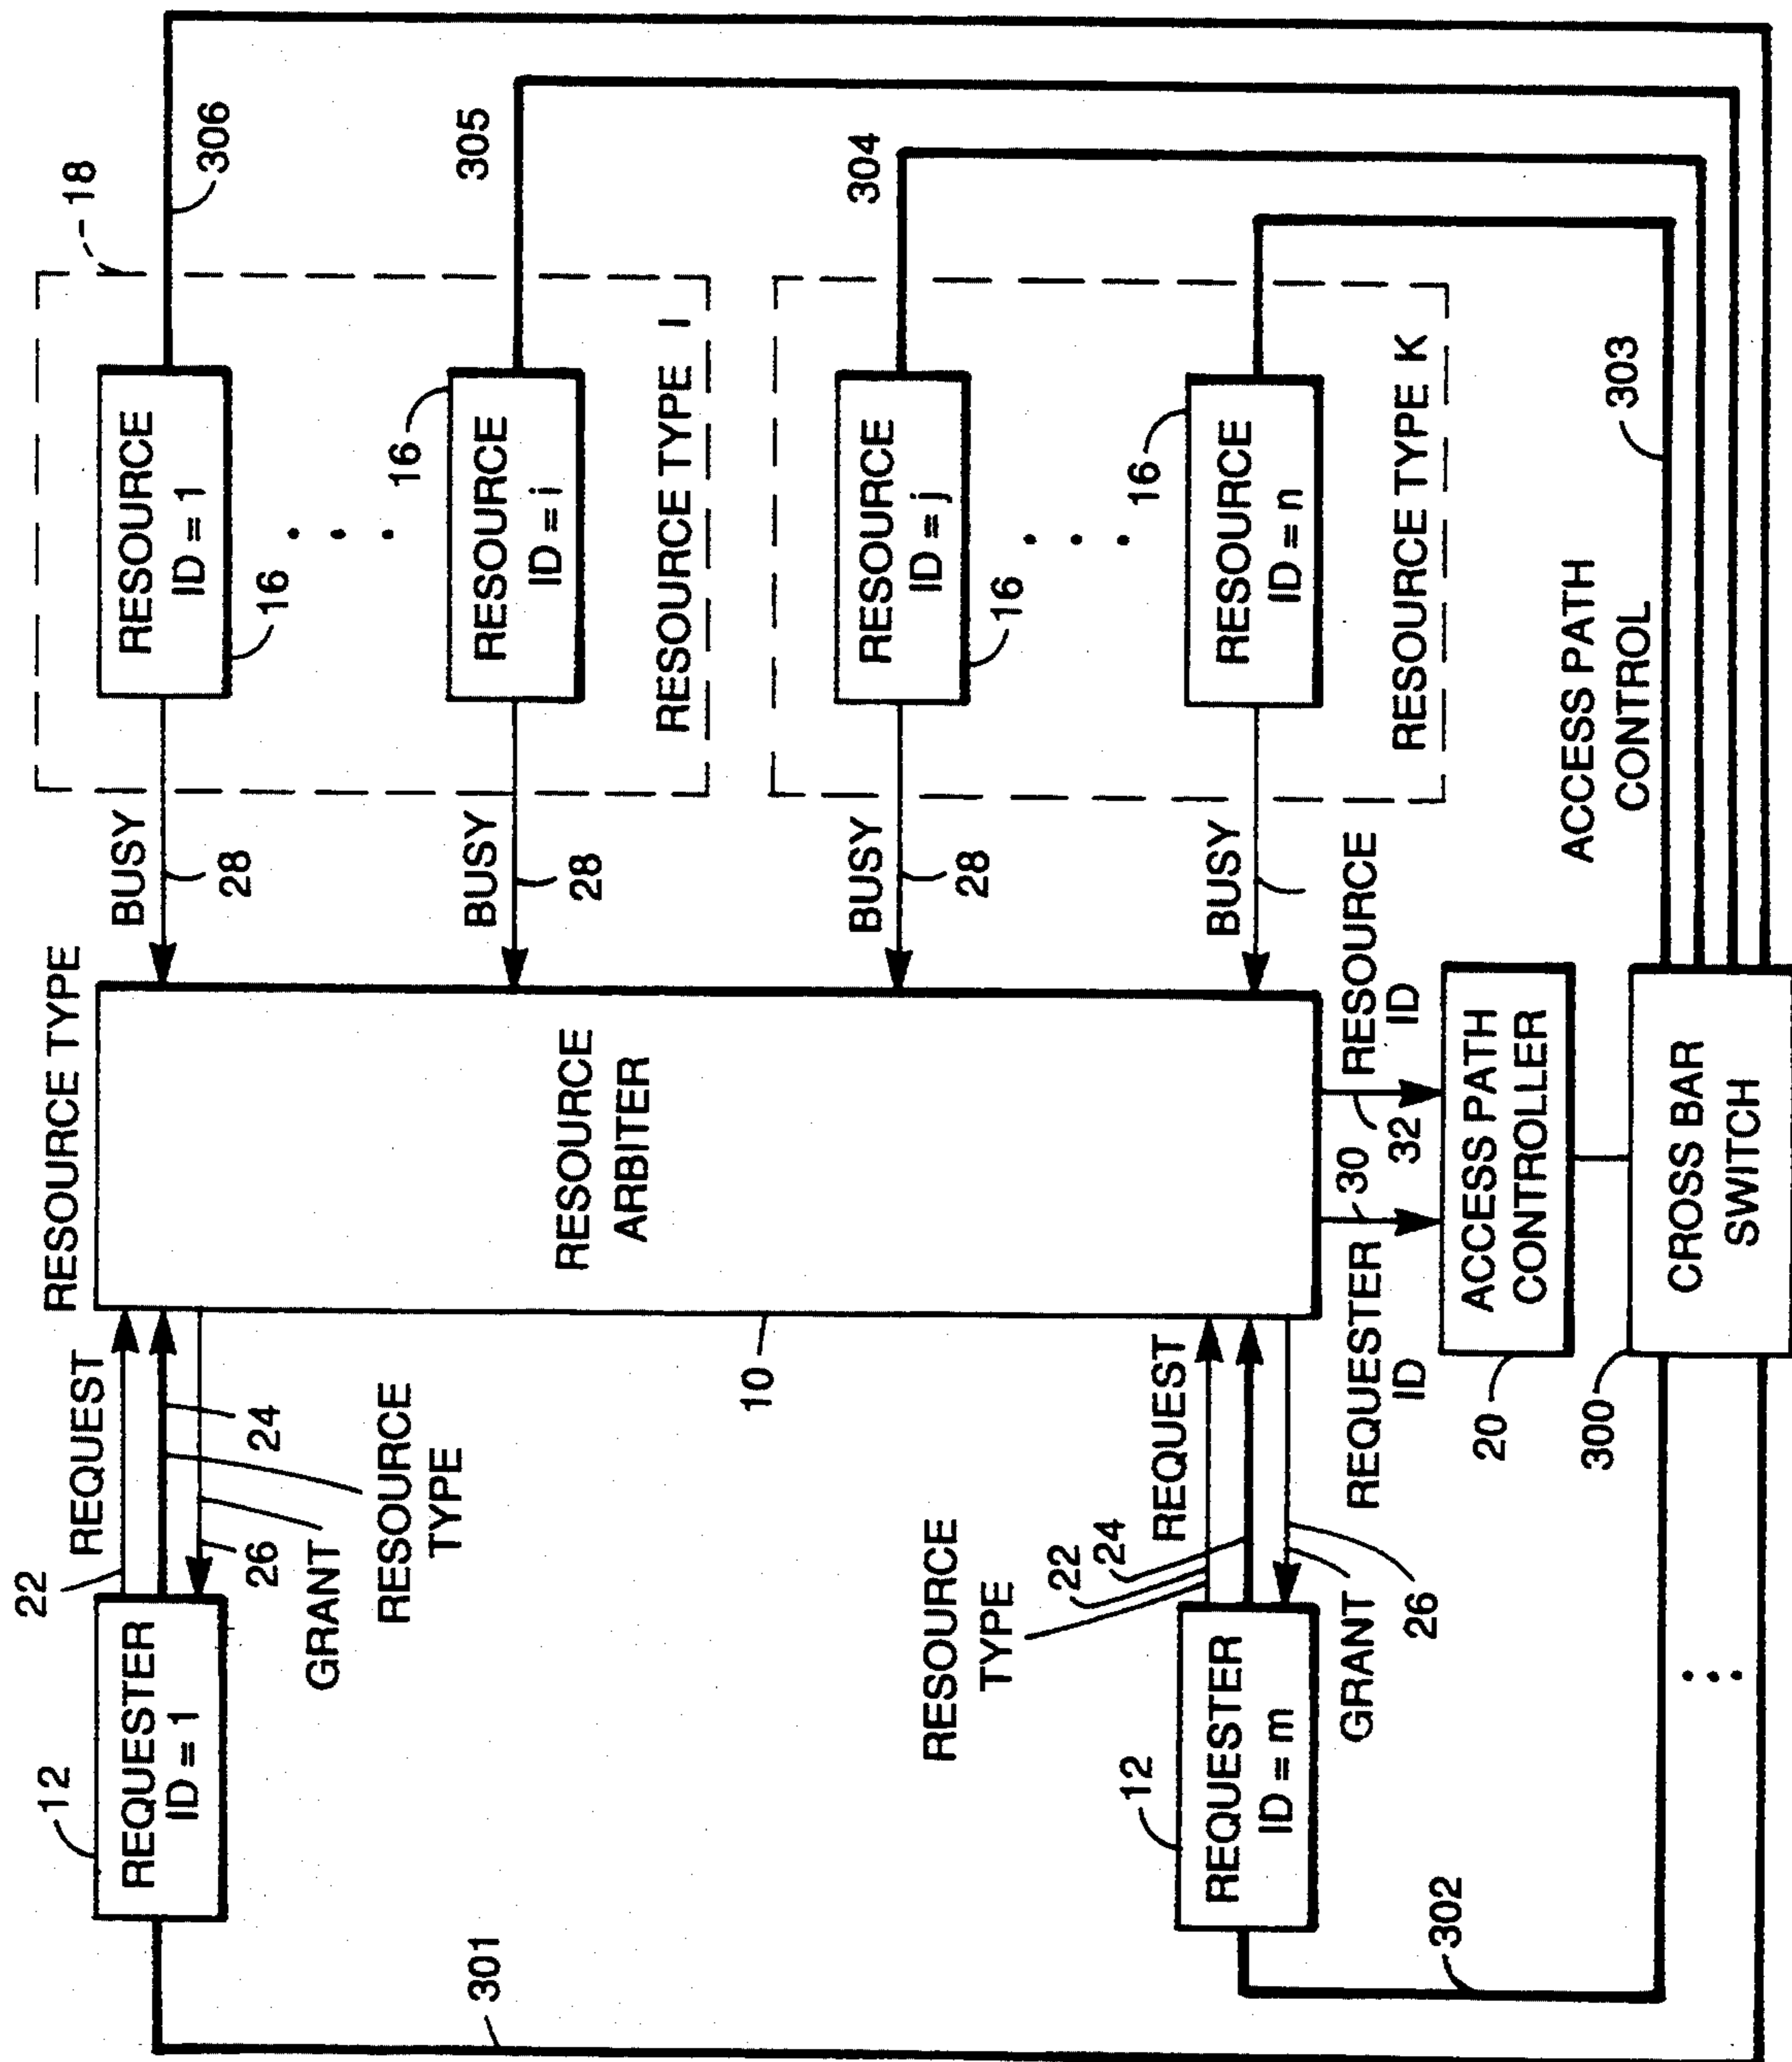 12
REQUESTER
ID = 1
22
REQUEST
24
26
GRANT
RESOURCE
TYPE
RESOURCE TYPE
RESOURCE
ARBITER
10
BUSY
28
BUSY
28
BUSY
28
BUSY
18
RESOURCE
ID = 1
16
RESOURCE
ID = i
16
RESOURCE TYPE I
RESOURCE
ID = j
16
RESOURCE
ID = n
16
RESOURCE TYPE K
306
305
304
303
ACCESS PATH
CONTROL
12
REQUESTER
ID = m
RESOURCE
TYPE
22
24
REQUEST
GRANT
26
REQUESTER
ID
30
32
RESOURCE
ID
20
ACCESS PATH
CONTROLLER
300
CROSS BAR
SWITCH
301
302